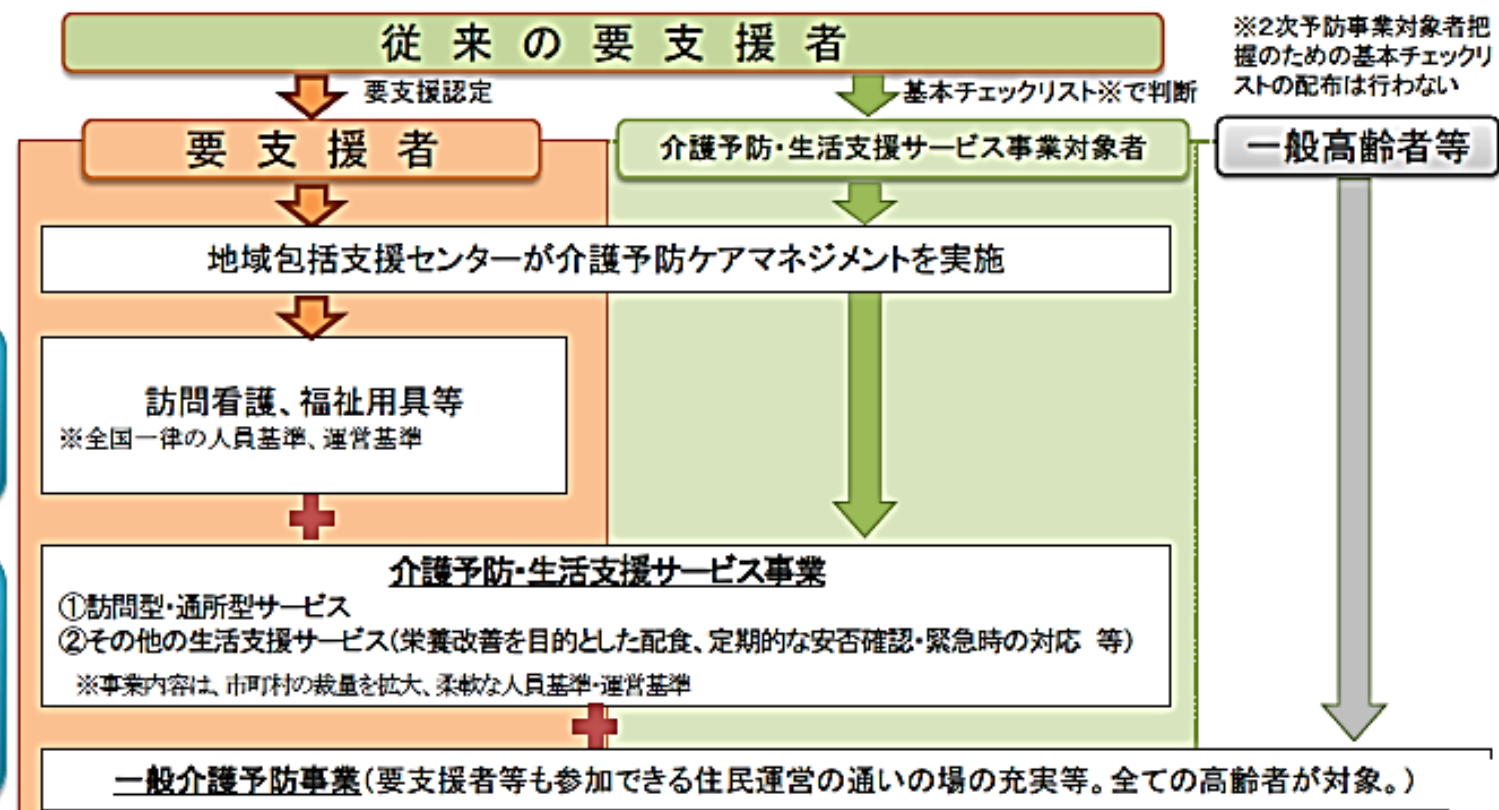 従来の要支援者
※2次予防事業対象者把
握のための基本チェックリ
ストの配布は行わない
要支援認定
基本チェックリスト※で判断
要支援者
介護予防・生活支援サービス事業対象者
一般高齢者等
地域包括支援センターが介護予防ケアマネジメントを実施
訪問看護、福祉用具等
※全国一律の人員基準、運営基準
介護予防・生活支援サービス事業
①訪問型・通所型サービス
②その他の生活支援サービス(栄養改善を目的とした配食、定期的な安否確認・緊急時の対応 等)
※事業内容は、市町村の裁量を拡大、柔軟な人員基準・運営基準
一般介護予防事業(要支援者等も参加できる住民運営の通いの場の充実等。全ての高齢者が対象。)